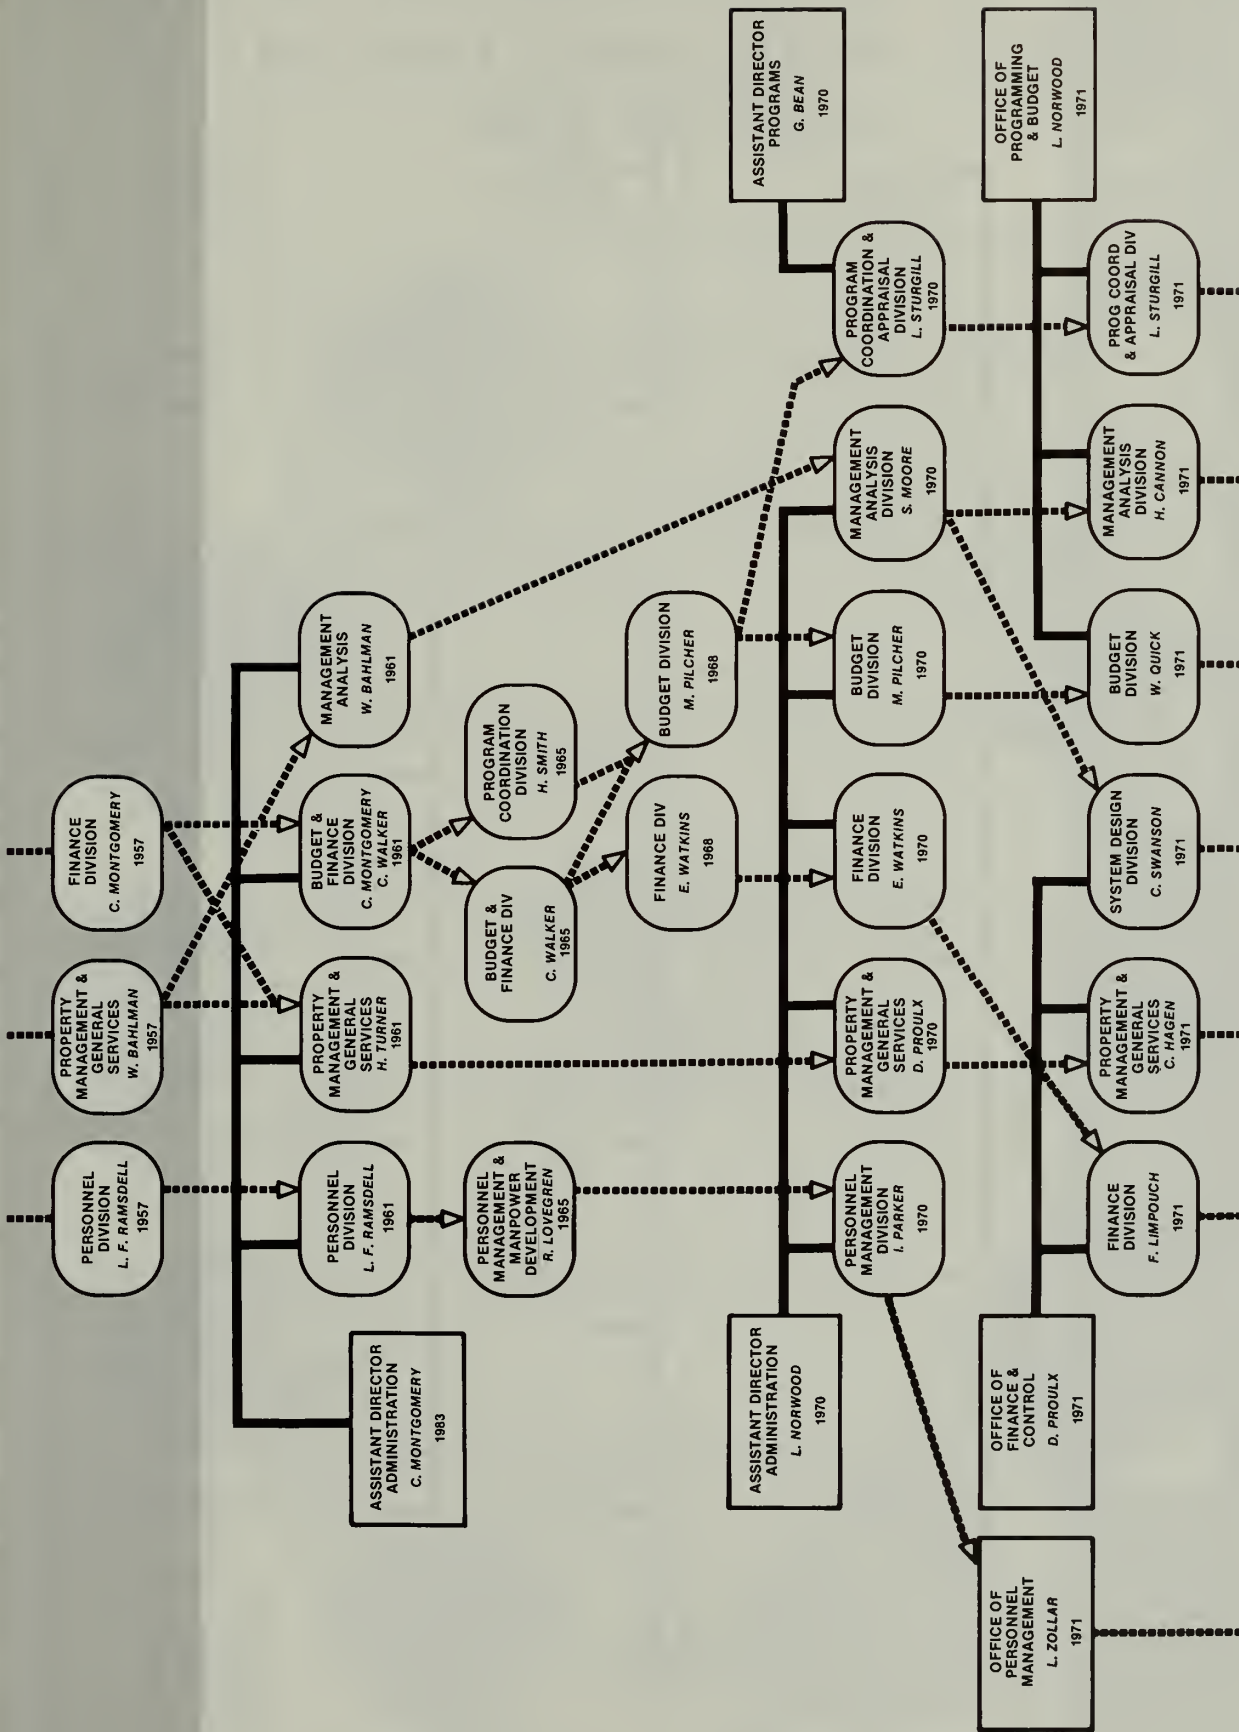 PERSONNEL
DIVISION
L. F. RAMSDELL
1957
PROPERTY
MANAGEMENT &
GENERAL
SERVICES
W. BAHLMAN
1957
FINANCE
DIVISION
C. MONTGOMERY
1957
ASSISTANT DIRECTOR
ADMINISTRATION
C. MONTGOMERY
1983
PERSONNEL
DIVISION
L. F. RAMSDELL
1961
PROPERTY
MANAGEMENT &
GENERAL
SERVICES
H. TURNER
1961
BUDGET &
FINANCE
DIVISION
C. MONTGOMERY
C. WALKER
1961
MANAGEMENT
ANALYSIS
W. BAHLMAN
1961
PERSONNEL
MANAGEMENT &
MANPOWER
DEVELOPMENT
R. LOVEGREN
1965
BUDGET &
FINANCE DIV
C. WALKER
1965
PROGRAM
COORDINATION
DIVISION
H. SMITH
1965
FINANCE DIV
E. WATKINS
1968
BUDGET DIVISION
M. PILCHER
1968
ASSISTANT DIRECTOR
ADMINISTRATION
L. NORWOOD
1970
ASSISTANT DIRECTOR
PROGRAMS
G. BEAN
1970
PERSONNEL
MANAGEMENT
DIVISION
I. PARKER
1970
PROPERTY
MANAGEMENT &
GENERAL
SERVICES
D. PROULX
1970
FINANCE
DIVISION
E. WATKINS
1970
BUDGET
DIVISION
M. PILCHER
1970
MANAGEMENT
ANALYSIS
DIVISION
S. MOORE
1970
PROGRAM
COORDINATION &
APPRAISAL
DIVISION
L. STURGILL
1970
OFFICE OF
PERSONNEL
MANAGEMENT
L. ZOLLAR
1971
OFFICE OF
FINANCE &
CONTROL
D. PROULX
1971
OFFICE OF
PROGRAMMING
& BUDGET
L. NORWOOD
1971
FINANCE
DIVISION
F. LIMPOUCH
1971
PROPERTY
MANAGEMENT &
GENERAL
SERVICES
C. HAGEN
1971
SYSTEM DESIGN
DIVISION
C. SWANSON
1971
BUDGET
DIVISION
W. QUICK
1971
MANAGEMENT
ANALYSIS
DIVISION
H. CANNON
1971
PROG COORD
& APPRAISAL DIV
L. STURGILL
1971